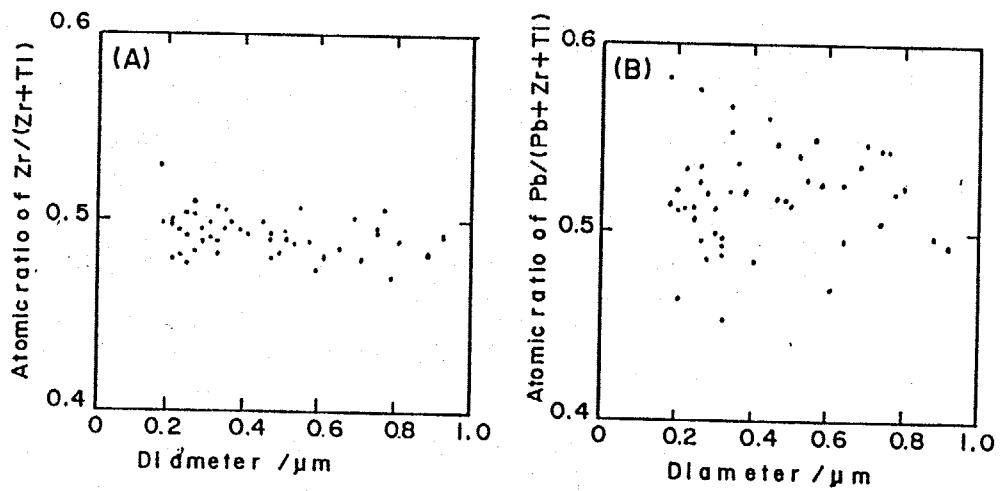 Atomic ratio of Zr/(Zr+Ti)
0.6
0.5
0.4
(A)
0 0.2 0.4 0.6 0.8 1.0
Diameter /µm
Atomic ratio of Pb/(Pb+Zr+Ti)
0.6
0.5
0.4
(B)
0 0.2 0.4 0.6 0.8 1.0
Diameter /µm